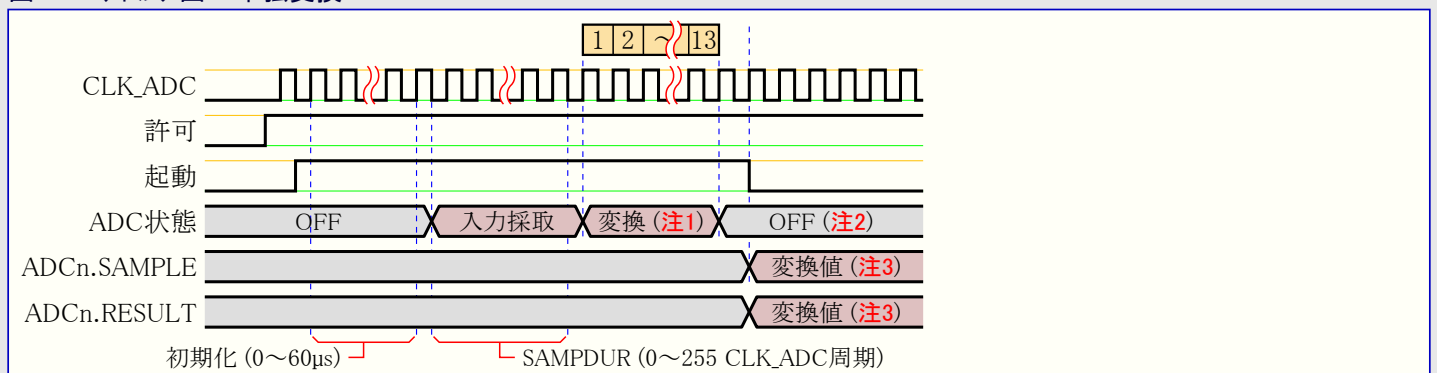 1 2 ～ 13
CLK_ADC
許可
起動
ADC状態 OFF 入力採取 変換 (注1) OFF (注2)
ADCn.SAMPLE 変換値 (注3)
ADCn.RESULT 変換値 (注3)
初期化 (0～60µs) SAMPDUR (0～255 CLK_ADC周期)